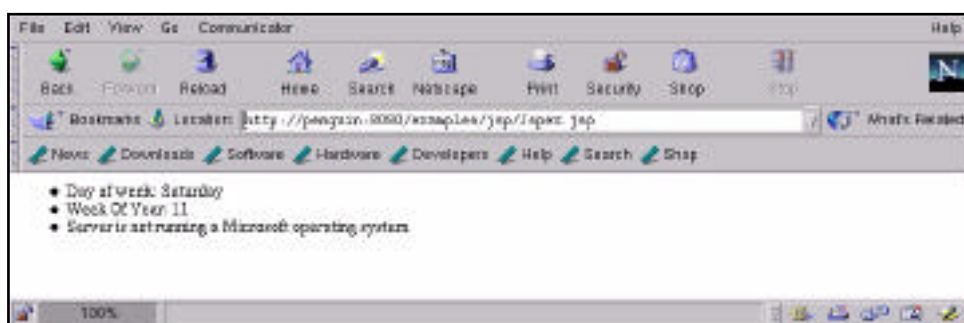 File Edit View Go Communicator Help
Back Forward Reload Home Search Netscape Print Security Shop Stop
N
Bookmarks Location: http://penguin:8080/examples/jsp/ What's Related
News Downloads Software Hardware Developers Help Search Shop
Day of week: Saturday
Week Of Year: 11
Server is not running a Microsoft operating system
100%